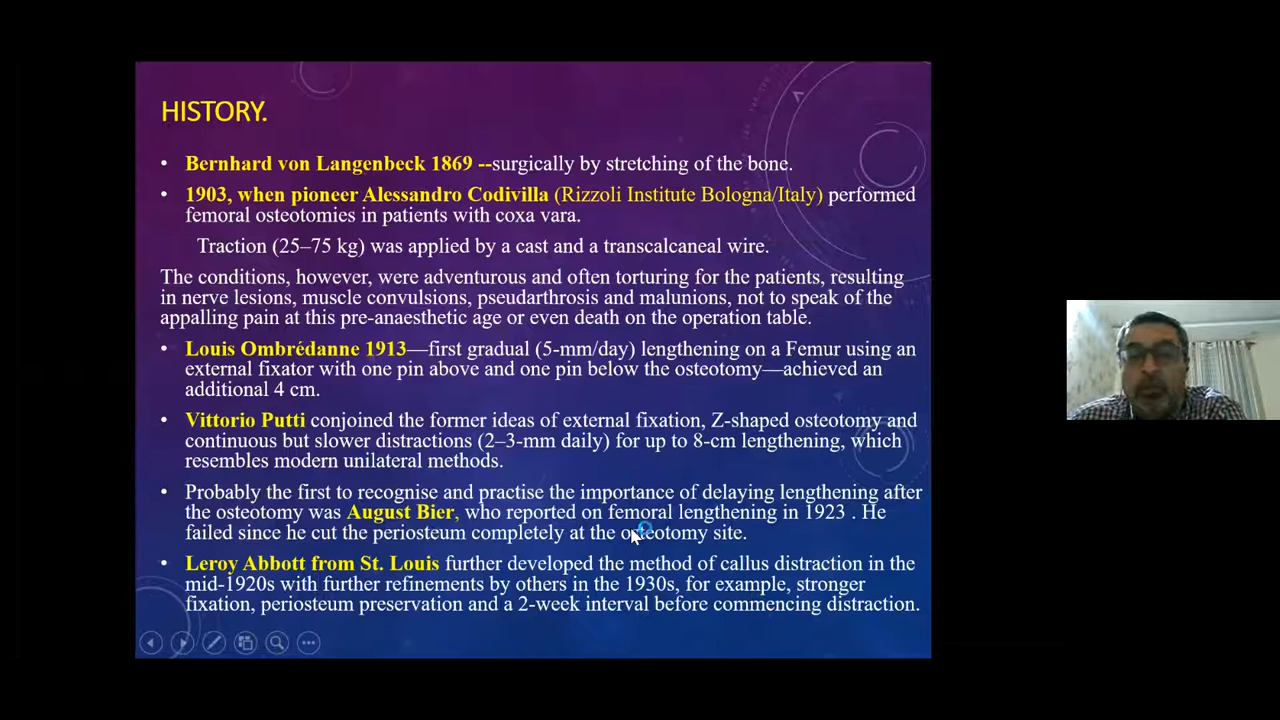 HISTORY.
• Bernhard von Langenbeck 1869 --surgically by stretching of the bone.
• 1903, when pioneer Alessandro Codivilla (Rizzoli Institute Bologna/Italy) performed
femoral osteotomies in patients with coxa vara.
Traction (25–75 kg) was applied by a cast and a transcalcaneal wire.
The conditions, however, were adventurous and often torturing for the patients, resulting
in nerve lesions, muscle convulsions, pseudarthrosis and malunions, not to speak of the
appalling pain at this pre-anaesthetic age or even death on the operation table.
• Louis Ombrédanne 1913—first gradual (5-mm/day) lengthening on a Femur using an
external fixator with one pin above and one pin below the osteotomy—achieved an
additional 4 cm.
• Vittorio Putti conjoined the former ideas of external fixation, Z-shaped osteotomy and
continuous but slower distractions (2–3-mm daily) for up to 8-cm lengthening, which
resembles modern unilateral methods.
• Probably the first to recognise and practise the importance of delaying lengthening after
the osteotomy was August Bier, who reported on femoral lengthening in 1923 . He
failed since he cut the periosteum completely at the osteotomy site.
• Leroy Abbott from St. Louis further developed the method of callus distraction in the
mid-1920s with further refinements by others in the 1930s, for example, stronger
fixation, periosteum preservation and a 2-week interval before commencing distraction.